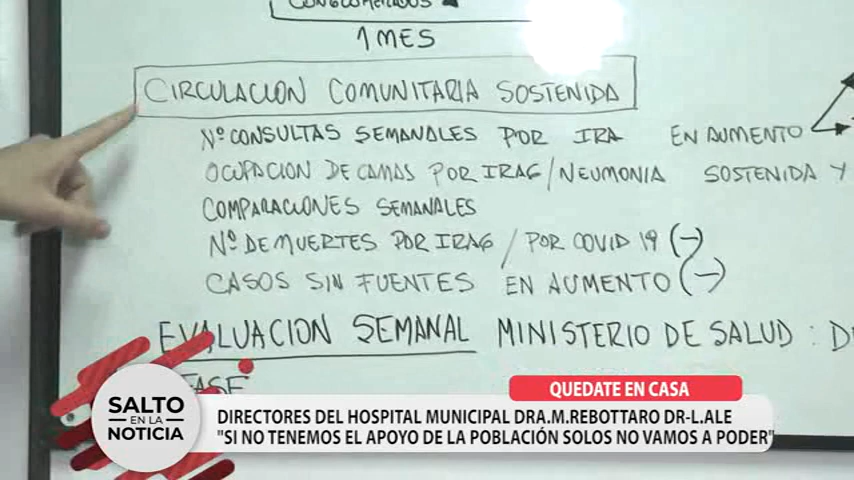 CONGLOMERADOS
1 MES
CIRCULACION COMUNITARIA SOSTENIDA
Nº CONSULTAS SEMANALES POR IRA EN AUMENTO
OCUPACION DE CAMAS POR IRAG/NEUMONIA SOSTENIDA Y
COMPARACIONES SEMANALES
Nº DE MUERTES POR IRAG / POR COVID 19 (-)
CASOS SIN FUENTES EN AUMENTO (-)
EVALUACION SEMANAL MINISTERIO DE SALUD :
FASE
QUEDATE EN CASA
SALTO
EN LA
NOTICIA
DIRECTORES DEL HOSPITAL MUNICIPAL DRA.M.REBOTTARO DR-L.ALE
"SI NO TENEMOS EL APOYO DE LA POBLACIÓN SOLOS NO VAMOS A PODER"